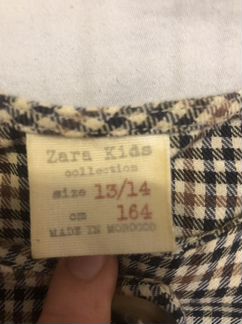 Zara Kids
collection
size 13/14
cm 164
MADE IN MOROCCO